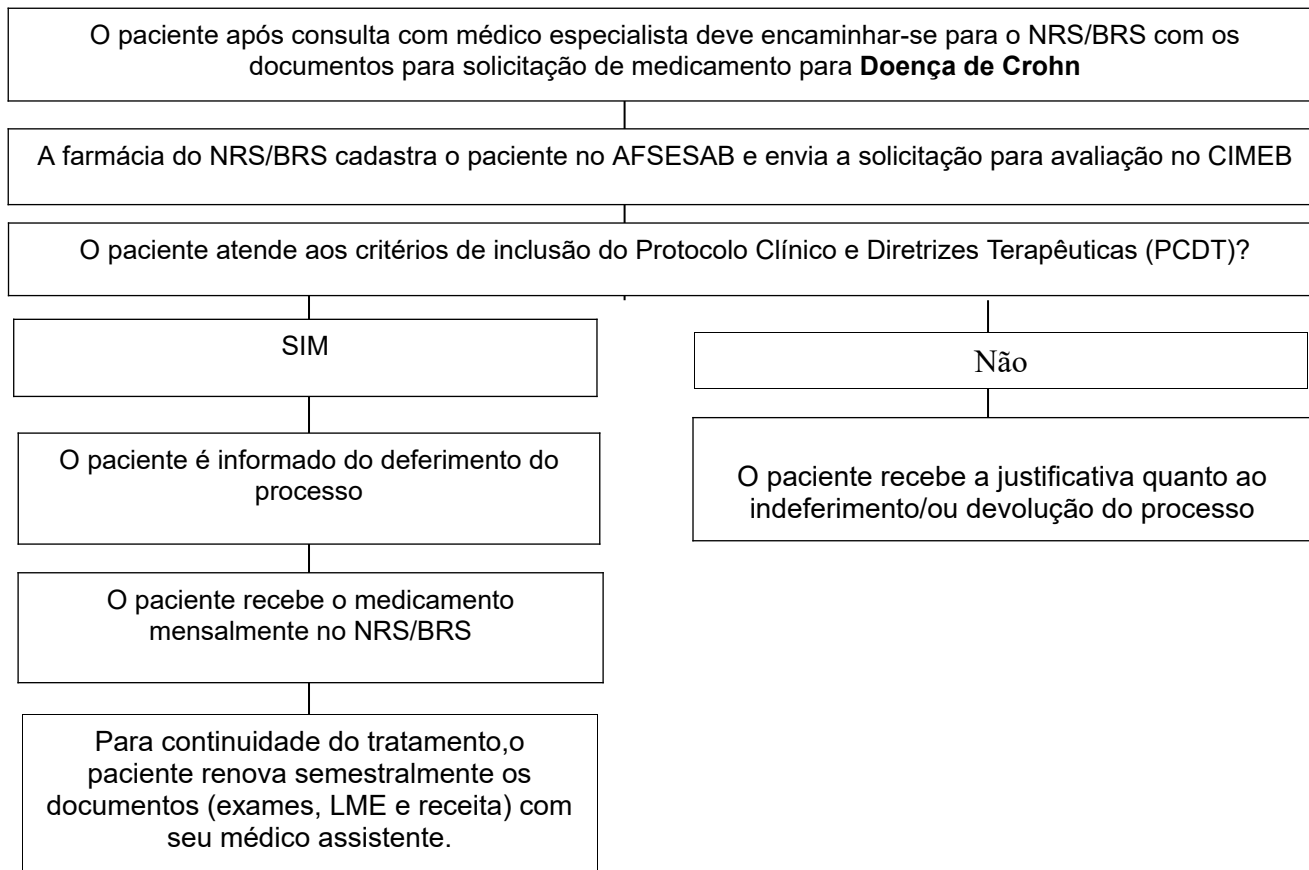 O paciente após consulta com médico especialista deve encaminhar-se para o NRS/BRS com os
documentos para solicitação de medicamento para Doença de Crohn
A farmácia do NRS/BRS cadastra o paciente no AFSESAB e envia a solicitação para avaliação no CIMEB
O paciente atende aos critérios de inclusão do Protocolo Clínico e Diretrizes Terapêuticas (PCDT)?
SIM
Não
O paciente é informado do deferimento do
processo
O paciente recebe a justificativa quanto ao
indeferimento/ou devolução do processo
O paciente recebe o medicamento
mensalmente no NRS/BRS
Para continuidade do tratamento,o
paciente renova semestralmente os
documentos (exames, LME e receita) com
seu médico assistente.